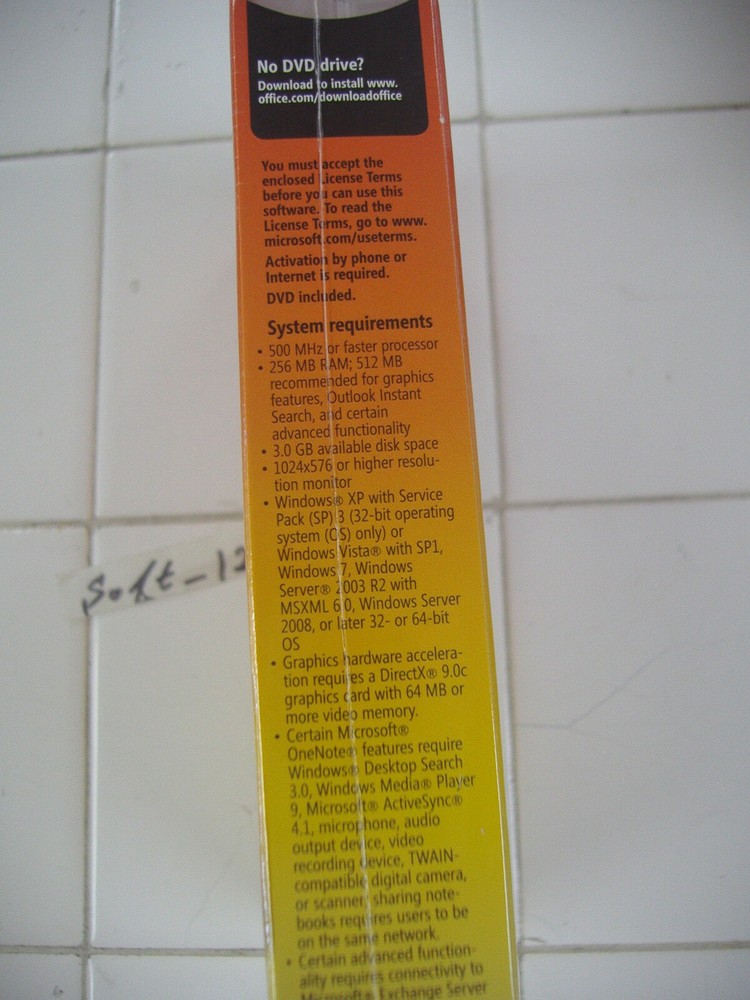 No DVD drive?
Download to install www.
office.com/downloadoffice
You must accept the
enclosed License Terms
before you can use this
software. To read the
License Terms, go to www.
microsoft.com/useterms.
Activation by phone or
Internet is required.
DVD included.
System requirements
• 500 MHz or faster processor
• 256 MB RAM; 512 MB
recommended for graphics
features, Outlook Instant
Search, and certain
advanced functionality
• 3.0 GB available disk space
• 1024x576 or higher resolu-
tion monitor
• Windows® XP with Service
Pack (SP) 3 (32-bit operating
system (OS) only) or
Windows Vista® with SP1,
Windows 7, Windows
Server® 2003 R2 with
MSXML 6.0, Windows Server
2008, or later 32- or 64-bit
OS
• Graphics hardware accelera-
tion requires a DirectX® 9.0c
graphics card with 64 MB or
more video memory.
• Certain Microsoft®
OneNote® features require
Windows® Desktop Search
3.0, Windows Media® Player
9, Microsoft® ActiveSync®
4.1, microphone, audio
output device, video
recording device, TWAIN-
compatible digital camera,
or scanner; sharing note-
books requires users to be
on the same network.
• Certain advanced function-
ality requires connectivity to
Microsoft® Exchange Server
Soft-12